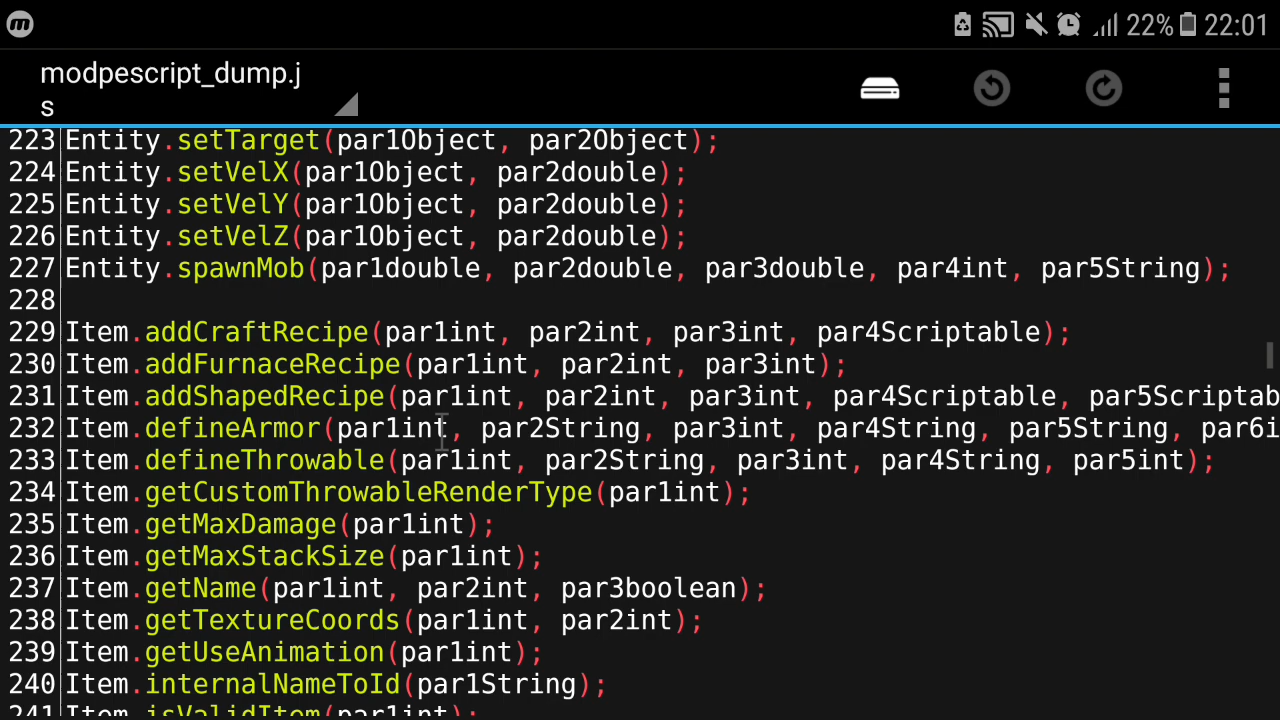 22% 22:01
modpescript_dump.j
s
223 Entity.setTarget(par1Object, par2Object);
224 Entity.setVelX(par1Object, par2double);
225 Entity.setVelY(par1Object, par2double);
226 Entity.setVelZ(par1Object, par2double);
227 Entity.spawnMob(par1double, par2double, par3double, par4int, par5String);
228
229 Item.addCraftRecipe(par1int, par2int, par3int, par4Scriptable);
230 Item.addFurnaceRecipe(par1int, par2int, par3int);
231 Item.addShapedRecipe(par1int, par2int, par3int, par4Scriptable, par5Scriptab
232 Item.defineArmor(par1int, par2String, par3int, par4String, par5String, par6i
233 Item.defineThrowable(par1int, par2String, par3int, par4String, par5int);
234 Item.getCustomThrowableRenderType(par1int);
235 Item.getMaxDamage(par1int);
236 Item.getMaxStackSize(par1int);
237 Item.getName(par1int, par2int, par3boolean);
238 Item.getTextureCoords(par1int, par2int);
239 Item.getUseAnimation(par1int);
240 Item.internalNameToId(par1String);
241 Item.isValidItem(par1int);